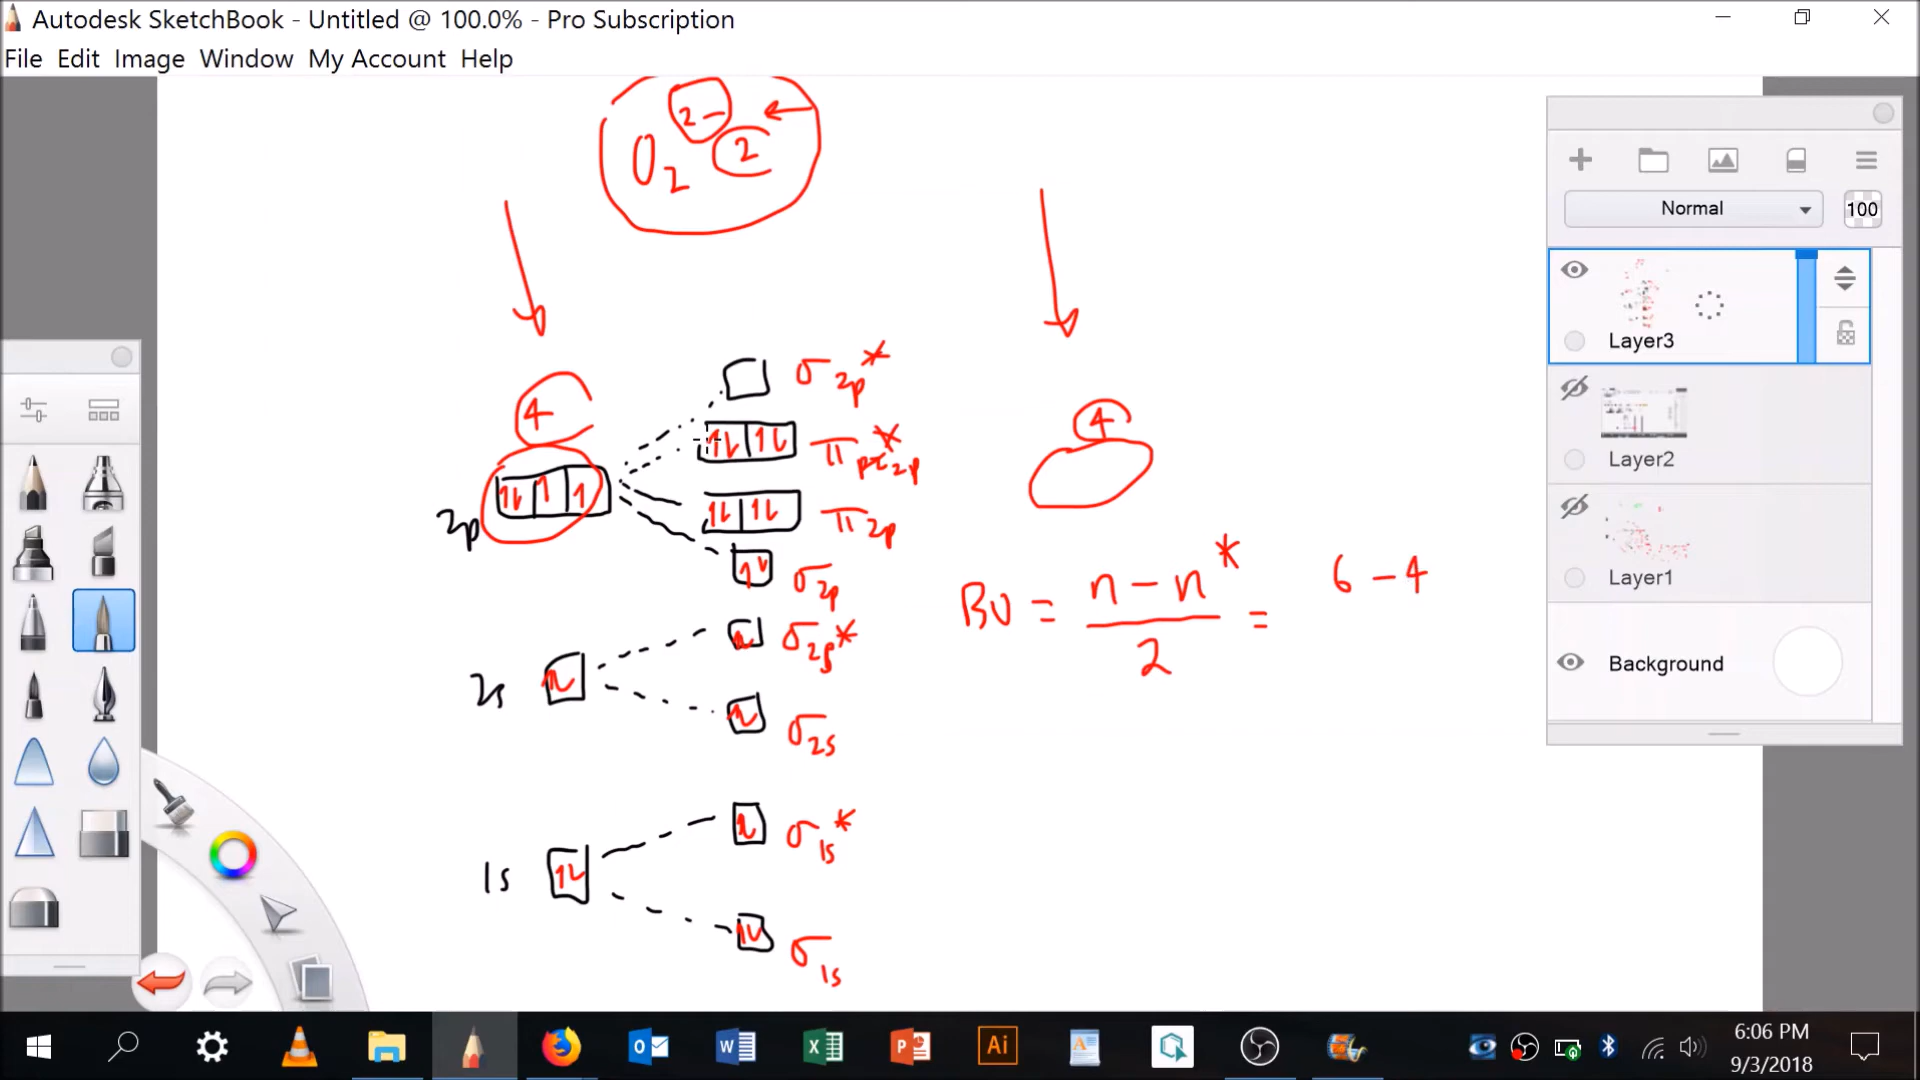 Autodesk SketchBook - Untitled @ 100.0% - Pro Subscription
File Edit Image Window My Account Help
2-
O2 2
Normal
100
Layer3
Layer2
Layer1
Background
4
σ2p*
π*2p
4
2p
π2p
σ2p
BO = n - n* / 2 = 6 - 4
2s
σ2s*
σ2s
1s
σ1s*
σ1s
6:06 PM
9/3/2018